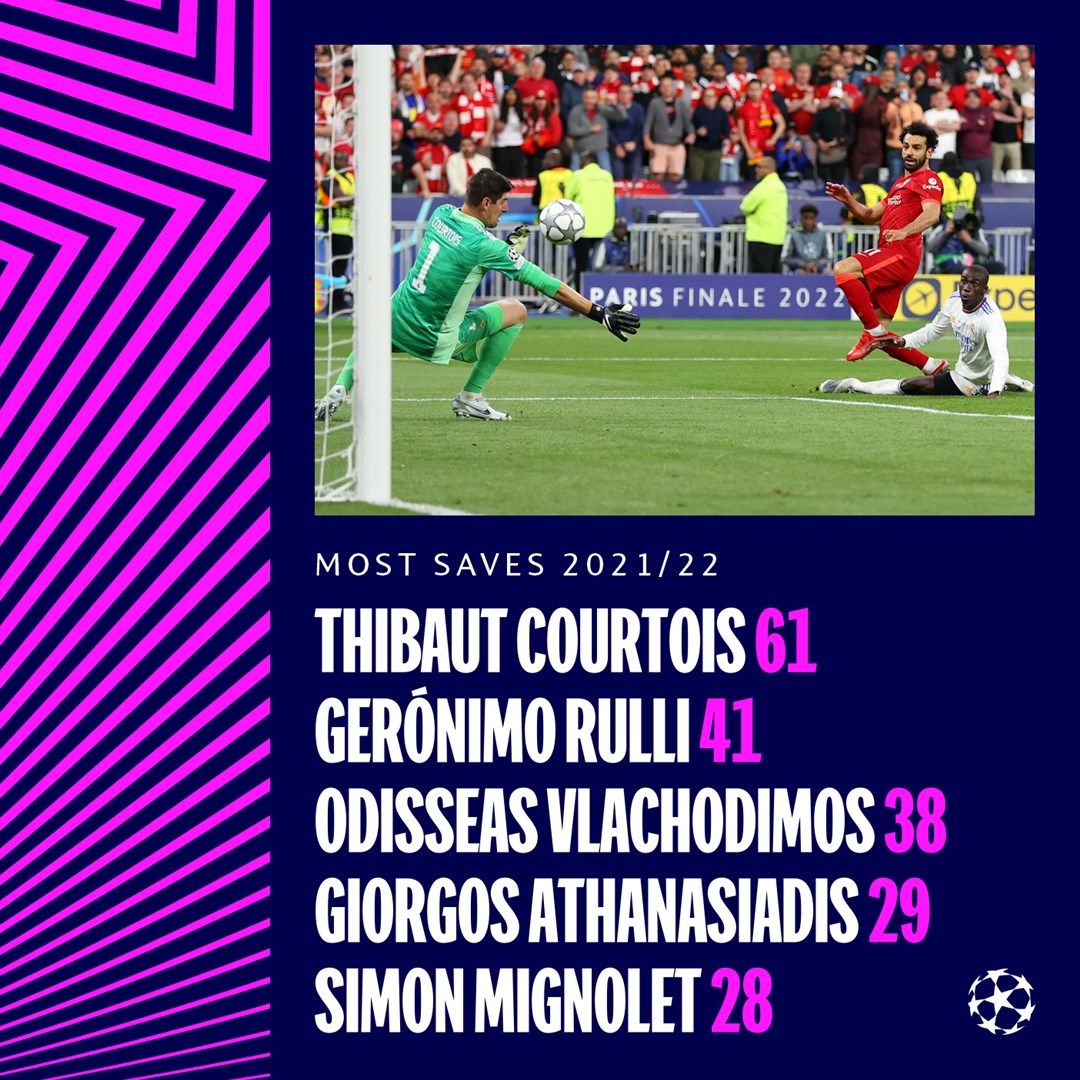 COURTOIS
1
PARIS FINALE 2022
MOST SAVES 2021/22
THIBAUT COURTOIS 61
GERÓNIMO RULLI 41
ODISSEAS VLACHODIMOS 38
GIORGOS ATHANASIADIS 29
SIMON MIGNOLET 28